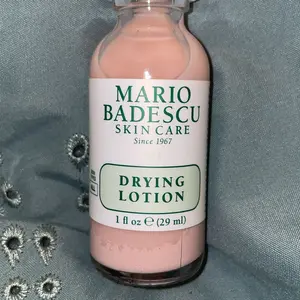 MARIO
BADESCU
SKIN CARE
Since 1967
DRYING
LOTION
1 fl oz ℮ (29 ml)